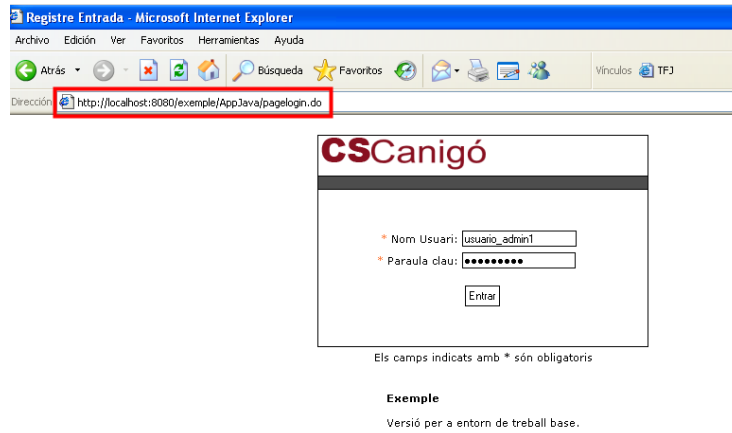 Registre Entrada - Microsoft Internet Explorer
Archivo Edición Ver Favoritos Herramientas Ayuda
Atrás Búsqueda Favoritos Vínculos TFJ
Dirección http://localhost:8080/exemple/AppJava/pagelogin.do
CSCanigó
* Nom Usuari: usuario_admin1
* Paraula clau: ●●●●●●●●●
Entrar
Els camps indicats amb * són obligatoris
Exemple
Versió per a entorn de treball base.